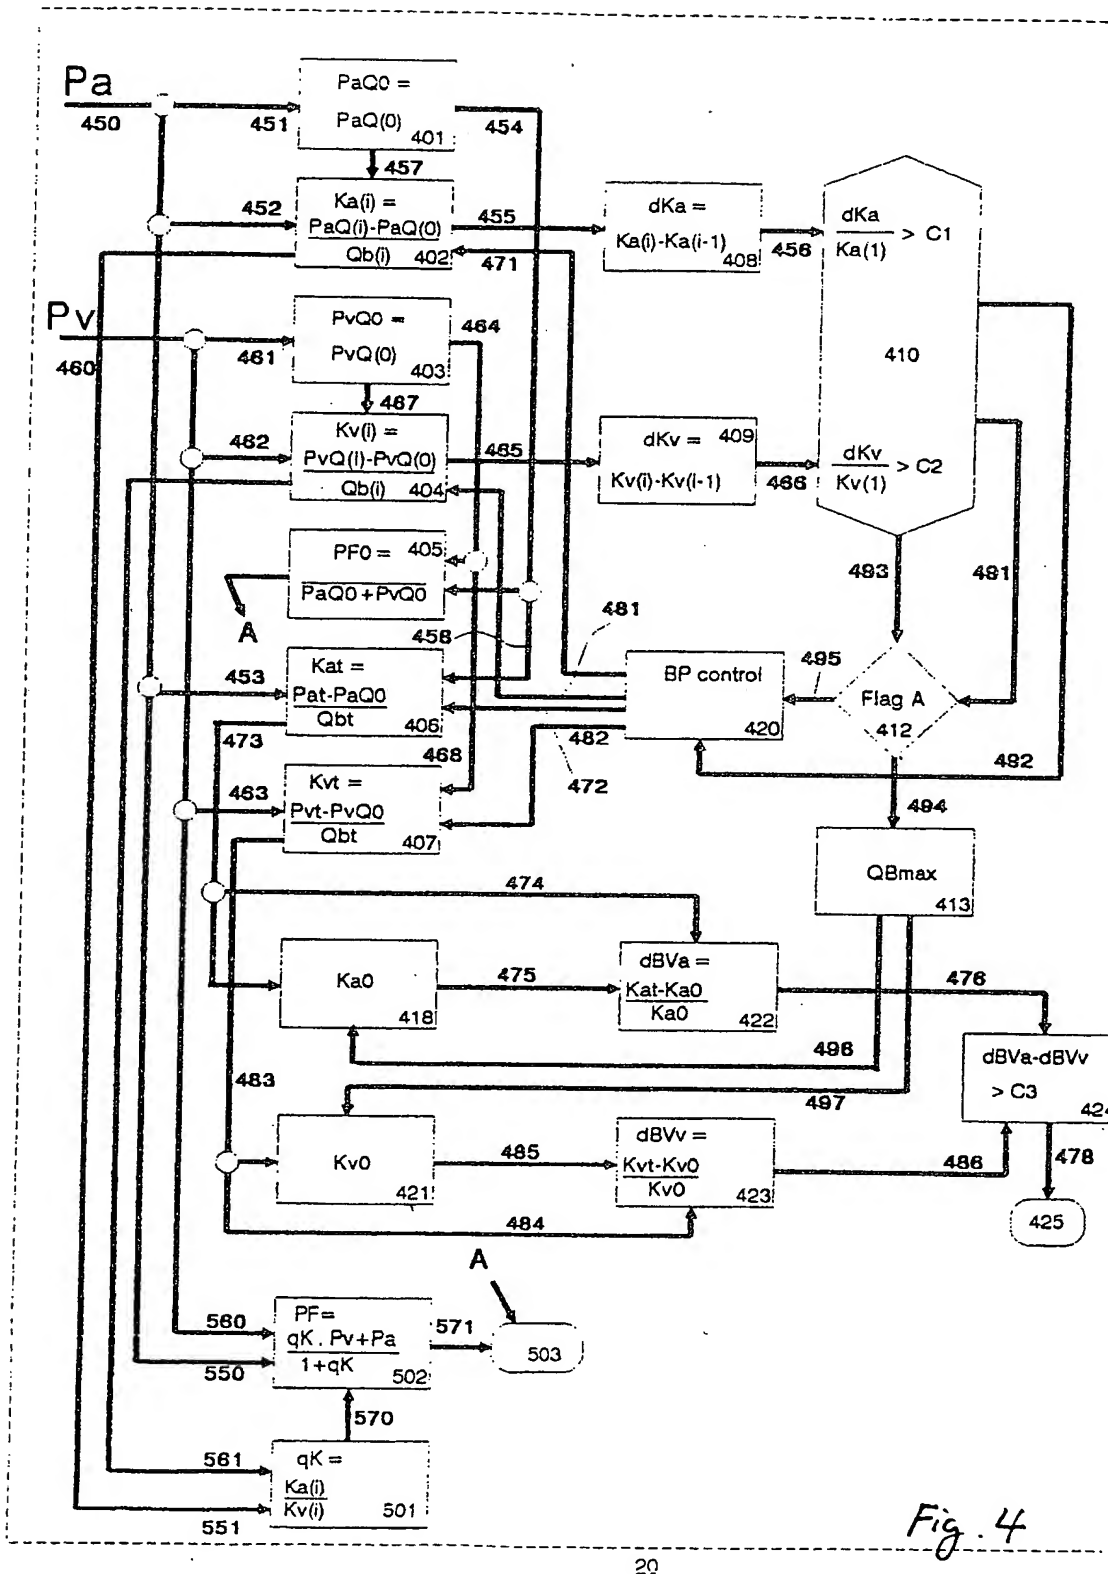 Pa
450
451
PaQ0 =
PaQ(0)
401
454
457
452
Ka(i) =
PaQ(i)-PaQ(0)
Qb(i)
402
455
471
dKa =
Ka(i)-Ka(i-1)
408
456
dKa
Ka(1)
> C1
410
Pv
460
461
PvQ0 =
PvQ(0)
403
464
467
462
Kv(i) =
PvQ(i)-PvQ(0)
Qb(i)
404
465
dKv =
409
Kv(i)-Kv(i-1)
466
dKv
Kv(1)
> C2
493
491
PF0 =
405
PaQ0+PvQ0
A
458
481
453
Kat =
Pat-PaQ0
Qbt
406
473
468
BP control
420
495
Flag A
412
492
482
472
463
Kvt =
Pvt-PvQ0
Qbt
407
494
QBmax
413
474
Ka0
418
475
dBVa =
Kat-Ka0
Ka0
422
476
496
dBVa-dBVv
> C3
424
483
497
Kv0
421
485
dBVv =
Kvt-Kv0
Kv0
423
486
478
425
484
A
560
550
PF=
qK . Pv+Pa
1+qK
502
571
503
570
561
551
qK =
Ka(i)
Kv(i)
501
Fig. 4
20